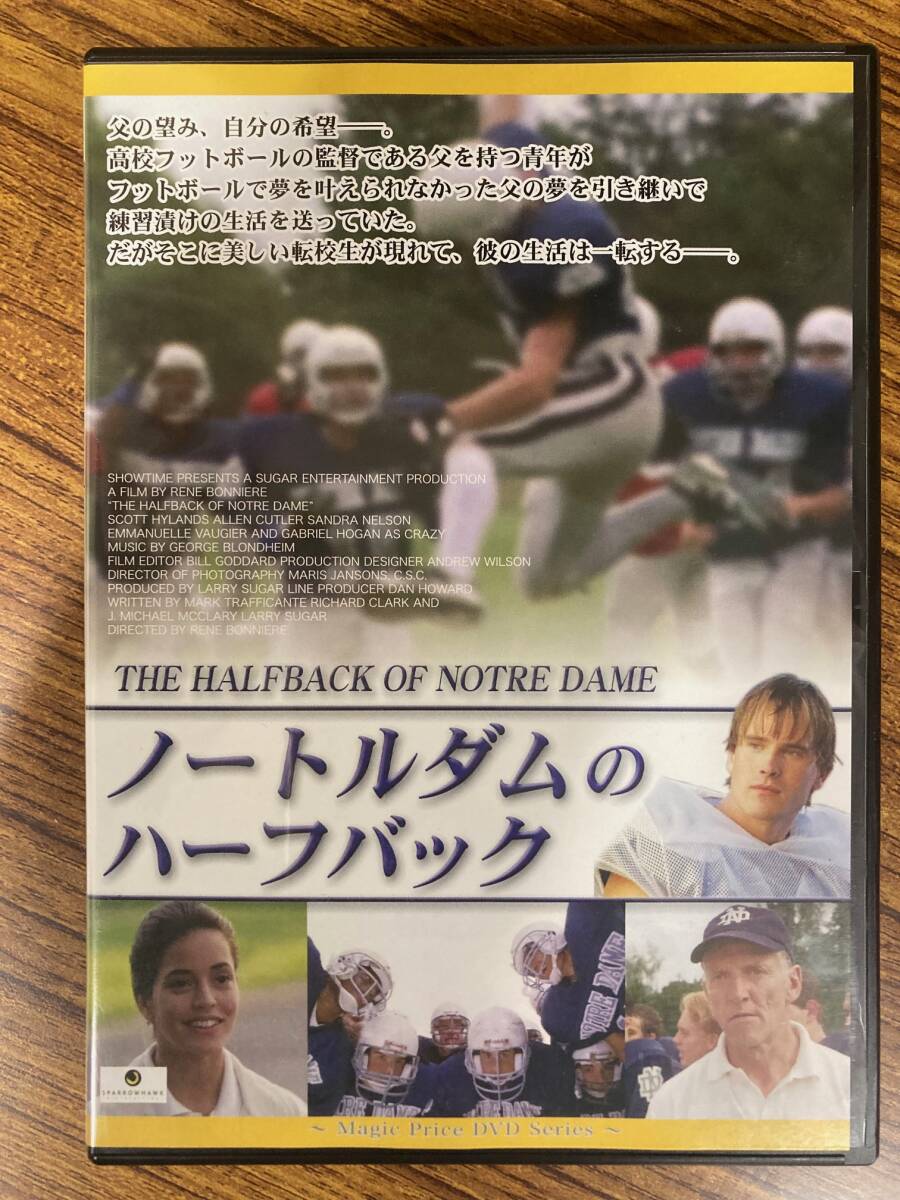 父の望み、自分の希望――。
高校フットボールの監督である父を持つ青年が
フットボールで夢を叶えられなかった父の夢を引き継いで
練習漬けの生活を送っていた。
だがそこに美しい転校生が現れて、彼の生活は一転する――。
SHOWTIME PRESENTS A SUGAR ENTERTAINMENT PRODUCTION
A FILM BY RENE BONNIERE
"THE HALFBACK OF NOTRE DAME"
SCOTT HYLANDS ALLEN CUTLER SANDRA NELSON
EMMANUELLE VAUGIER AND GABRIEL HOGAN AS CRAZY
MUSIC BY GEORGE BLONDHEIM
FILM EDITOR BILL GODDARD PRODUCTION DESIGNER ANDREW WILSON
DIRECTOR OF PHOTOGRAPHY MARIS JANSONS, C.S.C.
PRODUCED BY LARRY SUGAR LINE PRODUCER DAN HOWARD
WRITTEN BY MARK TRAFFICANTE RICHARD CLARK AND
J. MICHAEL MCCLARY LARRY SUGAR
DIRECTED BY RENE BONNIERE
THE HALFBACK OF NOTRE DAME
ノートルダムの
ハーフバック
SPARROWHAWK
~ Magic Price DVD Series ~